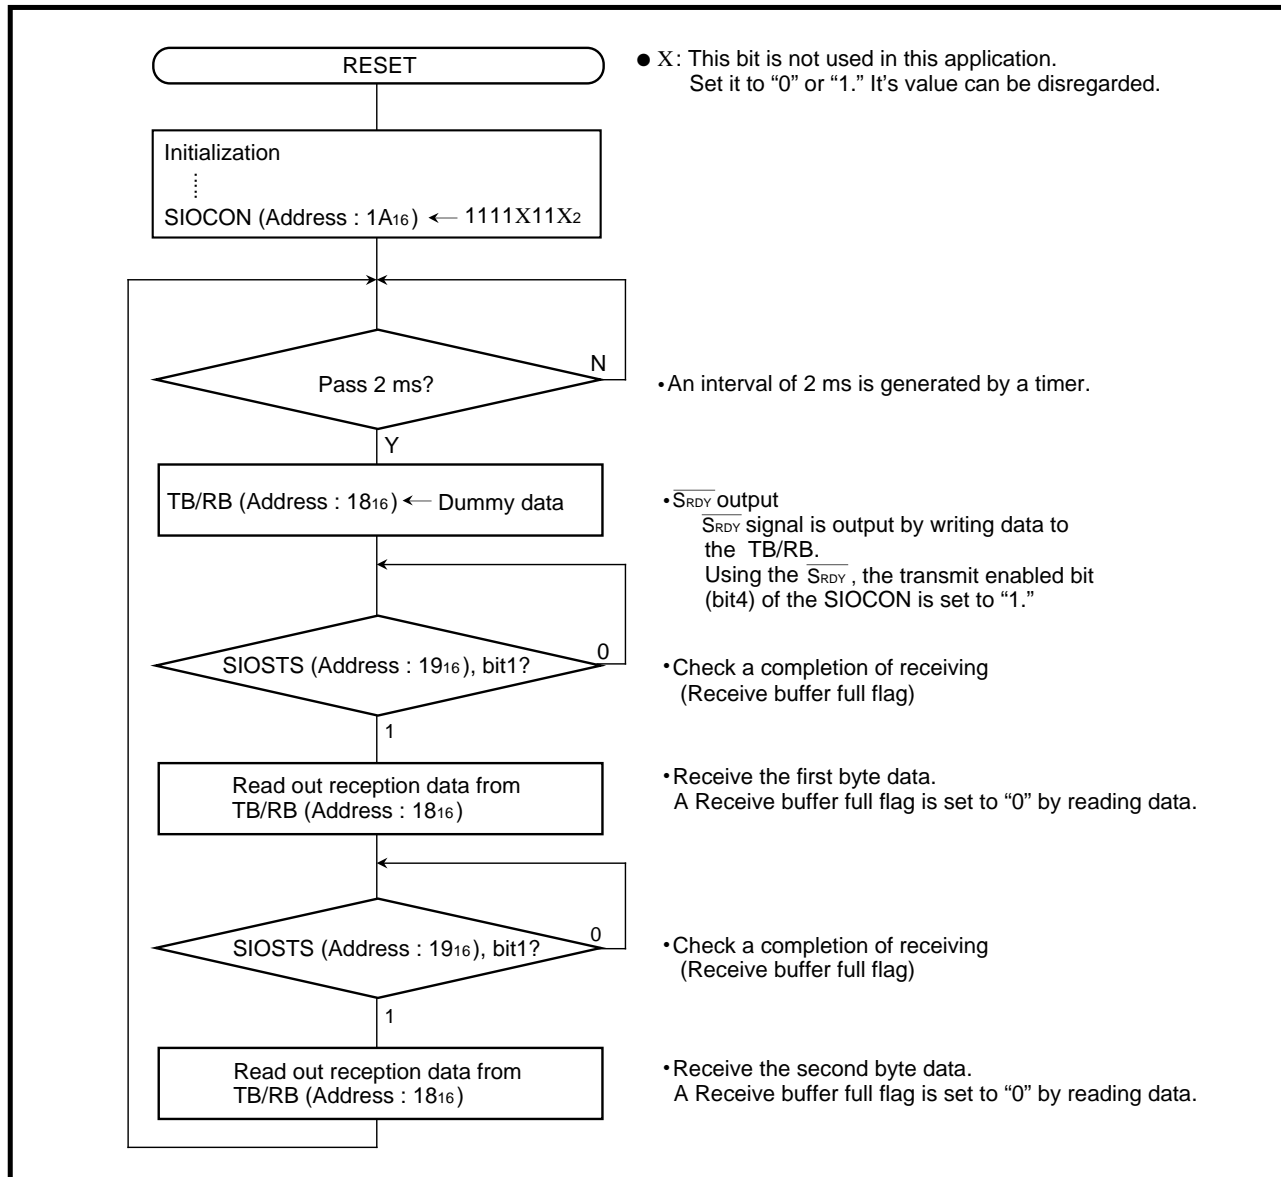 RESET
● X: This bit is not used in this application.
Set it to “0” or “1.” It’s value can be disregarded.
Initialization
SIOCON (Address : 1A16) ← 1111X11X2
Pass 2 ms?
N
Y
•An interval of 2 ms is generated by a timer.
TB/RB (Address : 1816) ← Dummy data
•SRDY output
SRDY signal is output by writing data to
the TB/RB.
Using the SRDY, the transmit enabled bit
(bit4) of the SIOCON is set to “1.”
SIOSTS (Address : 1916), bit1?
0
1
•Check a completion of receiving
(Receive buffer full flag)
Read out reception data from
TB/RB (Address : 1816)
•Receive the first byte data.
A Receive buffer full flag is set to “0” by reading data.
SIOSTS (Address : 1916), bit1?
0
1
•Check a completion of receiving
(Receive buffer full flag)
Read out reception data from
TB/RB (Address : 1816)
•Receive the second byte data.
A Receive buffer full flag is set to “0” by reading data.